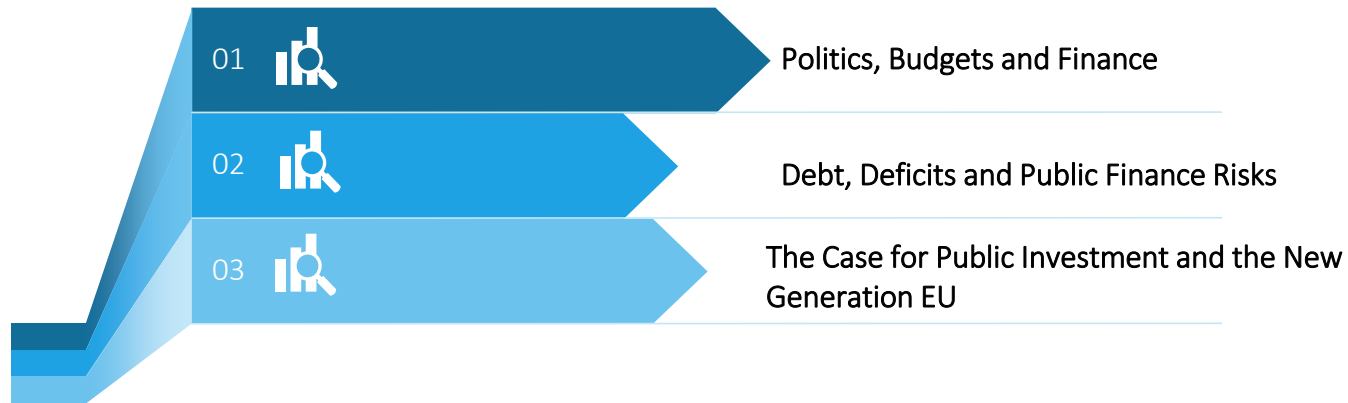 01
Politics, Budgets and Finance
02
Debt, Deficits and Public Finance Risks
03
The Case for Public Investment and the New
Generation EU